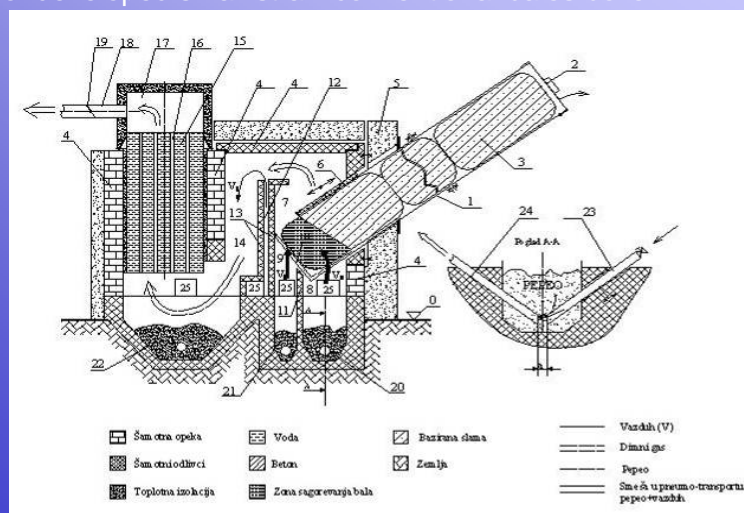 19 18 17 16 15 12 4 4 5 2
3
4 6
1
7
24 23
V
13
Pogled A-A
14
9
PEPEO
V V
4
25 25 25 25
8
0
11
A
22
A
21 20
Šamotna opeka
Voda
Bazirana slama
Vazduh (V)
Dimni gas
Šamotni odlivci
Beton
Zemlja
Pepeo
Toplotna izolacija
Zona sagorevanja bala
Smeša u pneumo-transportu
pepeo+vazduh